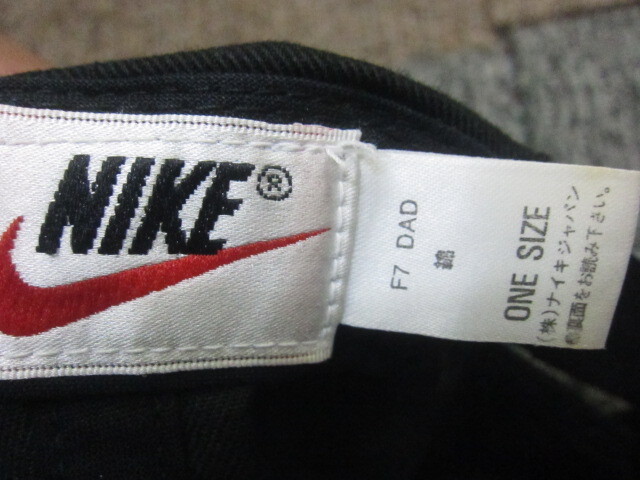 NIKE®
F7 DAD
綿
ONE SIZE
(株)ナイキジャパン
裏面をお読み下さい。